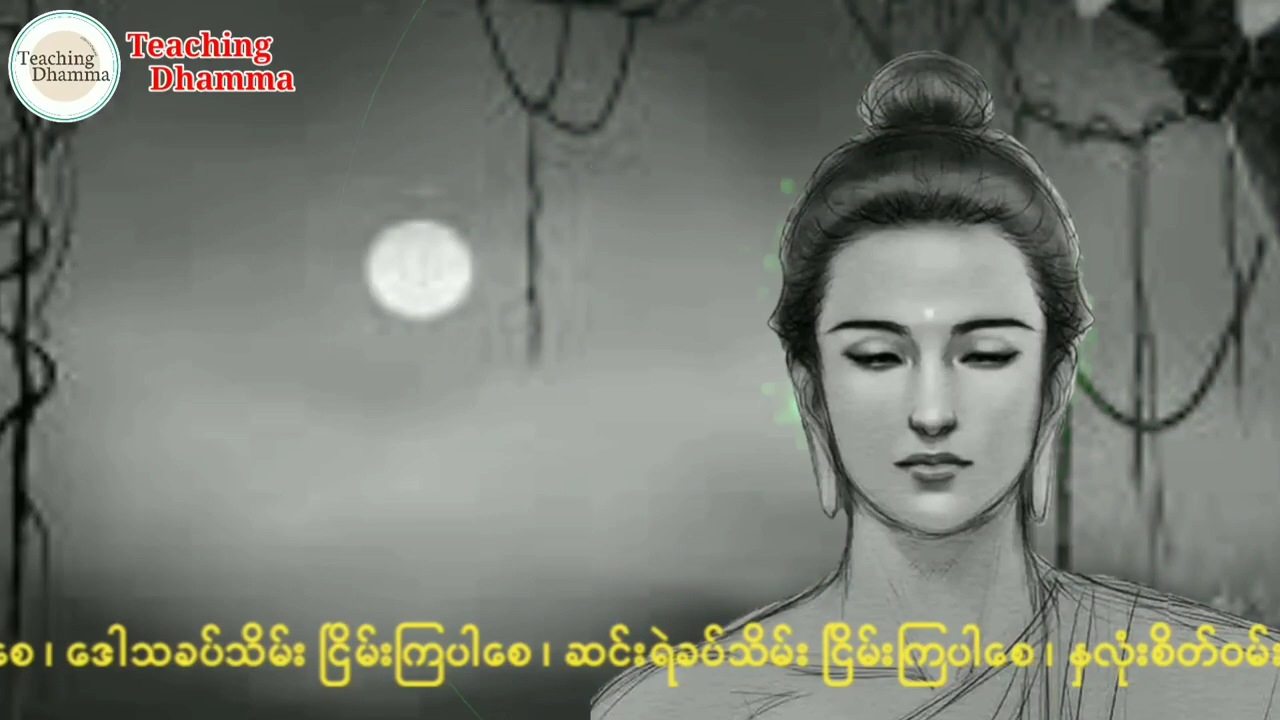 Teaching
Dhamma
Teaching
Dhamma
စေ ၊ ဒေါသခပ်သိမ်း ငြိမ်းကြပါစေ ၊ ဆင်းရဲခပ်သိမ်း ငြိမ်းကြပါစေ ၊ နှလုံးစိတ်ဝမ်း